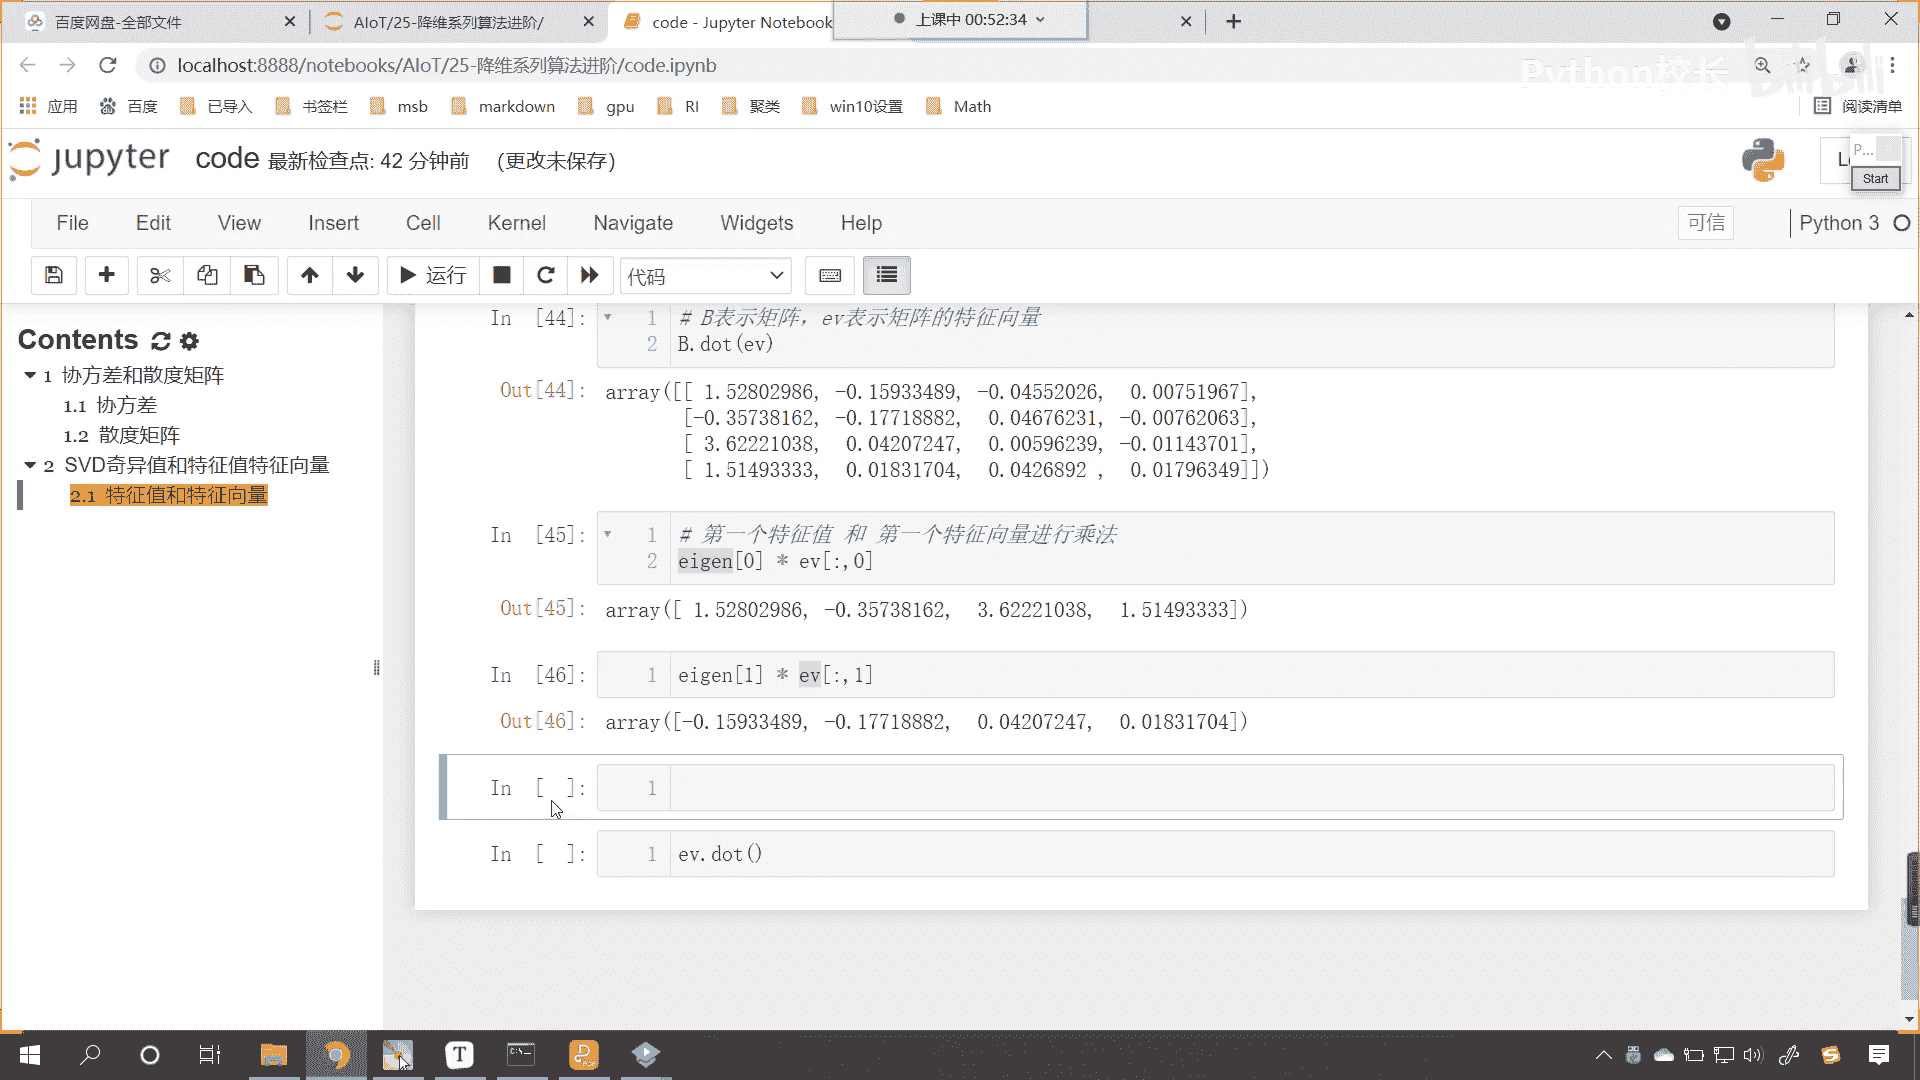 百度网盘-全部文件
AIoT/25-降维系列算法进阶/
code - Jupyter Notebook
上课中 00:52:34
localhost:8888/notebooks/AIoT/25-降维系列算法进阶/code.ipynb
Python校长
bilibili
应用 百度 已导入 书签栏 msb markdown gpu RI 聚类 win10设置 Math 阅读清单
jupyter code 最新检查点: 42 分钟前 (更改未保存)
P...
Start
File Edit View Insert Cell Kernel Navigate Widgets Help 可信 Python 3
运行 代码
Contents
1 协方差和散度矩阵
1.1 协方差
1.2 散度矩阵
2 SVD奇异值和特征值特征向量
2.1 特征值和特征向量
In [44]: 1 # B表示矩阵，ev表示矩阵的特征向量
2 B.dot(ev)
Out[44]: array([[ 1.52802986, -0.15933489, -0.04552026, 0.00751967],
[-0.35738162, -0.17718882, 0.04676231, -0.00762063],
[ 3.62221038, 0.04207247, 0.00596239, -0.01143701],
[ 1.51493333, 0.01831704, 0.0426892 , 0.01796349]])
In [45]: 1 # 第一个特征值 和 第一个特征向量进行乘法
2 eigen[0] * ev[:,0]
Out[45]: array([ 1.52802986, -0.35738162, 3.62221038, 1.51493333])
In [46]: 1 eigen[1] * ev[:,1]
Out[46]: array([-0.15933489, -0.17718882, 0.04207247, 0.01831704])
In [ ]: 1
In [ ]: 1 ev.dot()